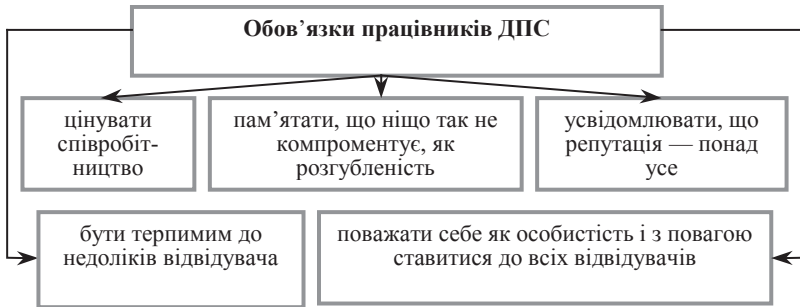 Обов’язки працівників ДПС
цінувати
співробіт-
ництво
пам’ятати, що ніщо так не
компроментує, як
розгубленість
усвідомлювати, що
репутація — понад
усе
бути терпимим до
недоліків відвідувача
поважати себе як особистість і з повагою
ставитися до всіх відвідувачів